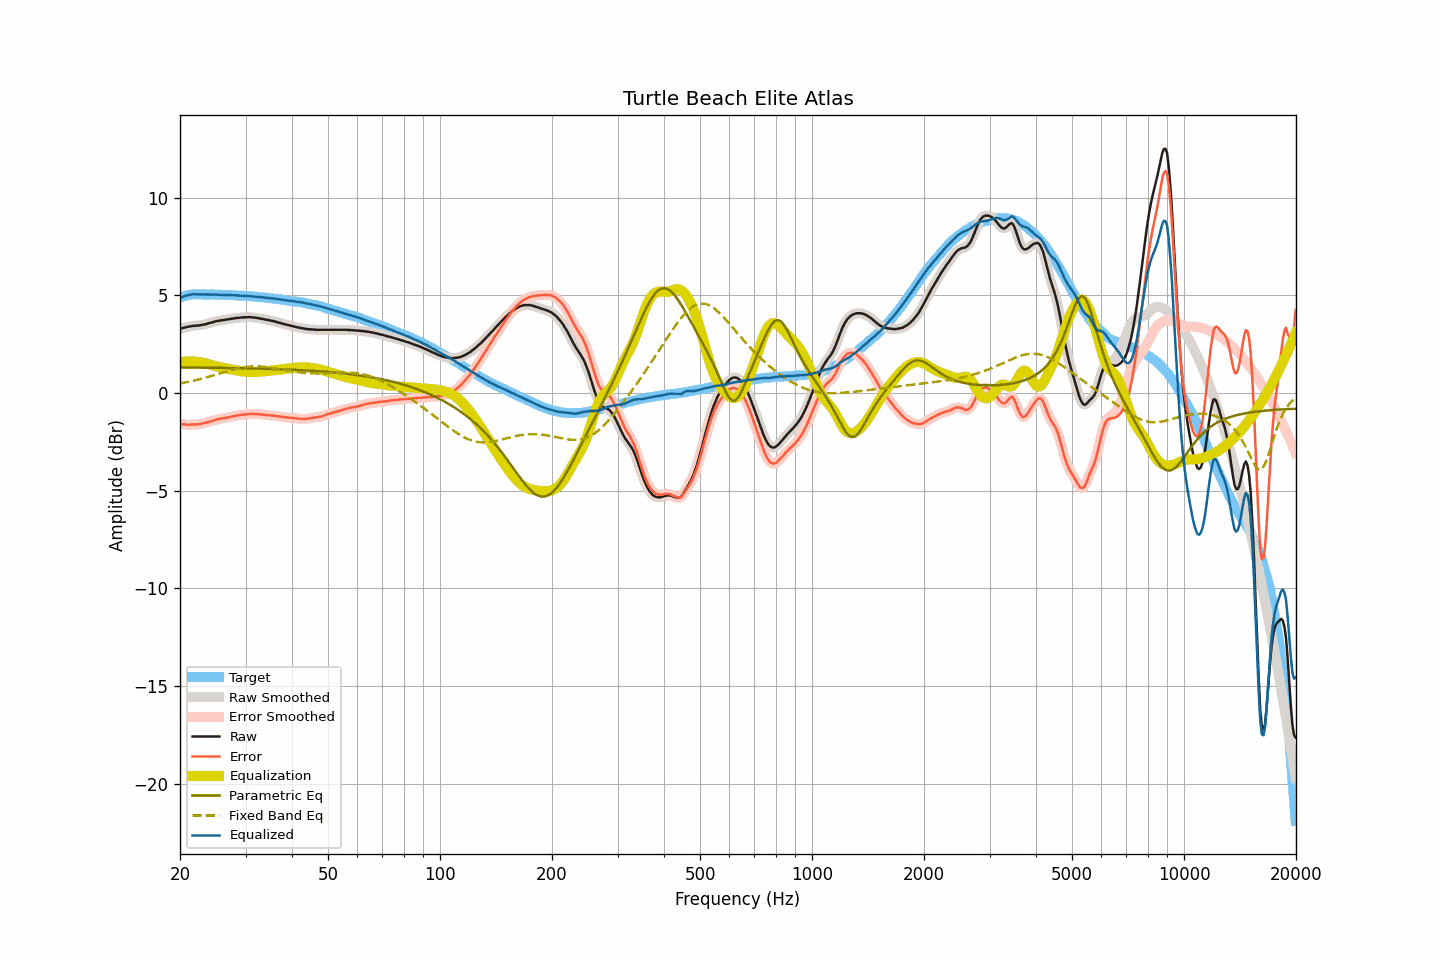 Turtle Beach Elite Atlas
Amplitude (dBr)
10
5
0
−5
−10
−15
−20
Target
Raw Smoothed
Error Smoothed
Raw
Error
Equalization
Parametric Eq
Fixed Band Eq
Equalized
20 50 100 200 500 1000 2000 5000 10000 20000
Frequency (Hz)